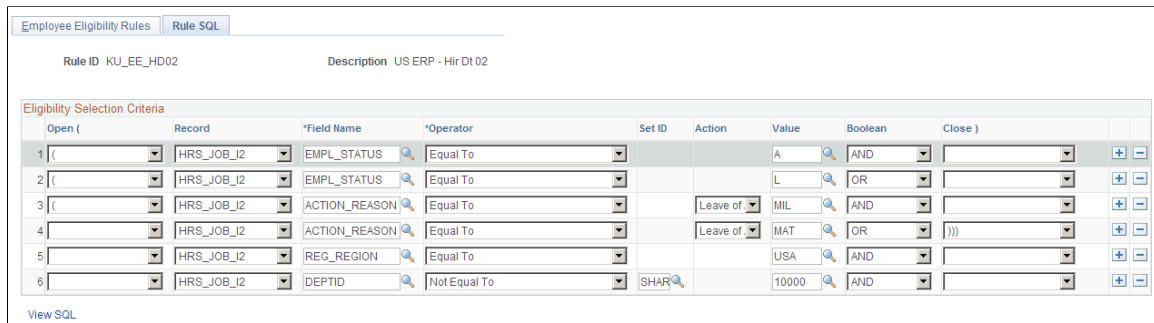 Employee Eligibility Rules Rule SQL
Rule ID KU_EE_HD02 Description US ERP - Hir Dt 02
Eligibility Selection Criteria
Open ( Record *Field Name *Operator Set ID Action Value Boolean Close )
1 ( HRS_JOB_I2 EMPL_STATUS Equal To A AND
2 ( HRS_JOB_I2 EMPL_STATUS Equal To L OR
3 ( HRS_JOB_I2 ACTION_REASON Equal To Leave of MIL AND
4 HRS_JOB_I2 ACTION_REASON Equal To Leave of MAT OR )))
5 HRS_JOB_I2 REG_REGION Equal To USA AND
6 HRS_JOB_I2 DEPTID Not Equal To SHAR 10000 AND
View SQL